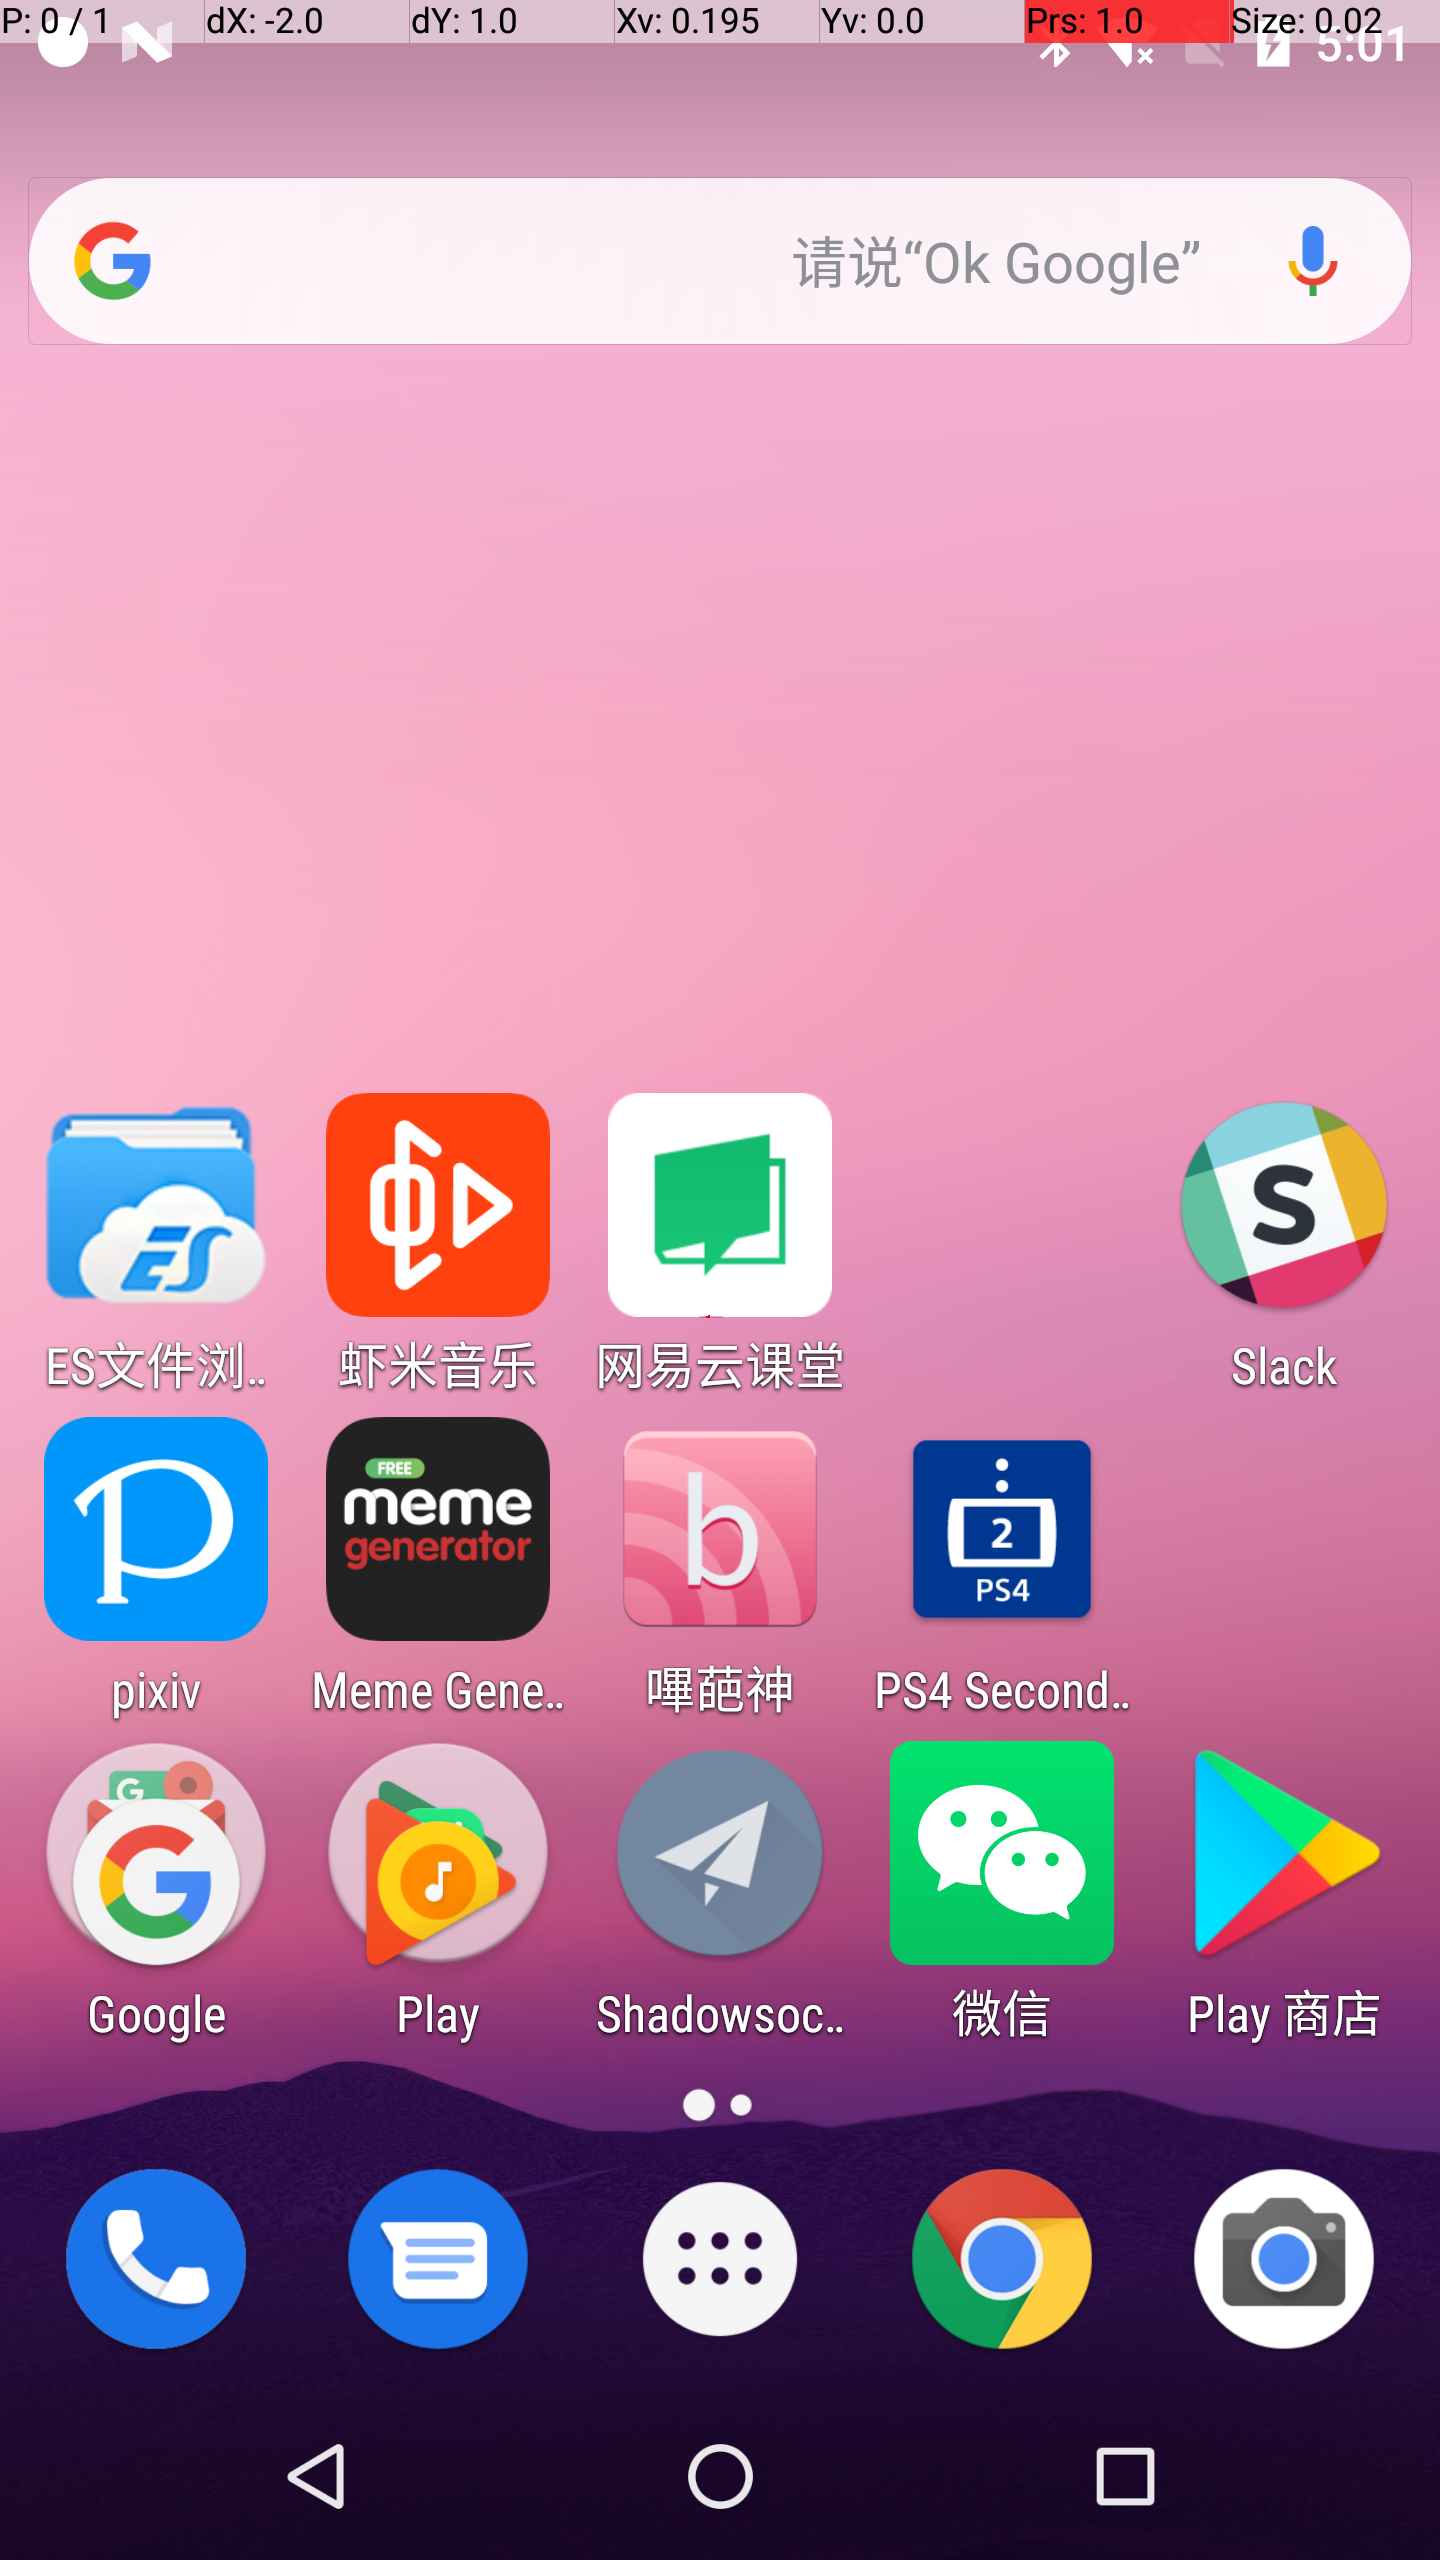 P: 0 / 1 dX: -2.0 dY: 1.0 Xv: 0.195 Yv: 0.0 Prs: 1.0 Size: 0.02
5:01
请说“Ok Google”
ES
S
ES文件浏… 虾米音乐 网易云课堂 Slack
FREE
meme
generator
b
2
PS4
pixiv Meme Gene… 哔葩神 PS4 Second…
Google Play Shadowsoc… 微信 Play 商店